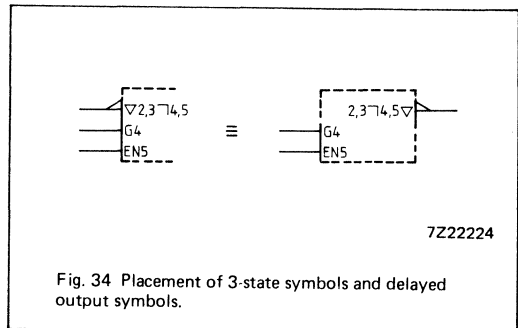 ▽2,3⌝4,5
G4
EN5
≡
2,3⌝4,5▽
G4
EN5
7Z22224
Fig. 34 Placement of 3-state symbols and delayed
output symbols.